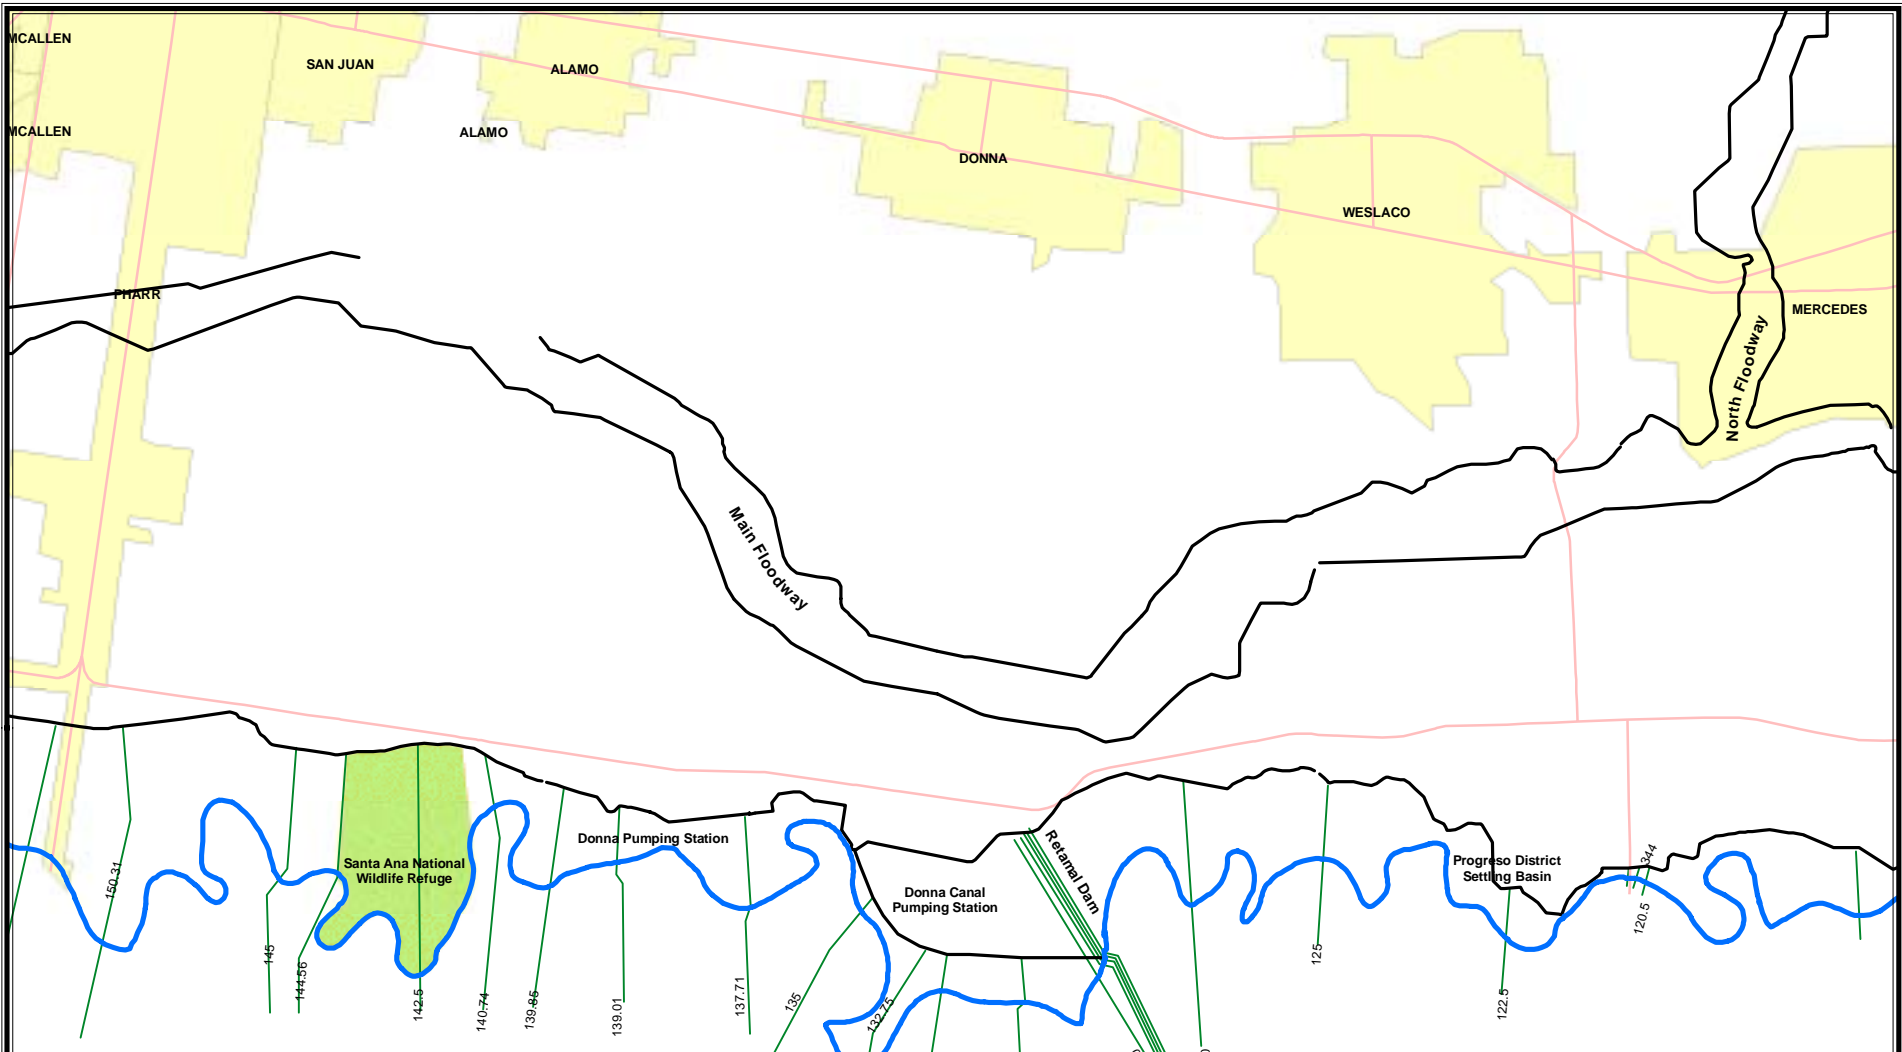 MCALLEN
SAN JUAN
ALAMO
MCALLEN
ALAMO
DONNA
WESLACO
PHARR
MERCEDES
North Floodway
Main Floodway
Donna Pumping Station
Santa Ana National
Wildlife Refuge
Retamal Dam
Donna Canal
Pumping Station
Progreso District
Settling Basin
344
150.31
145
144.56
142.5
140.74
139.85
139.01
137.71
135
132.75
125
122.5
120.5